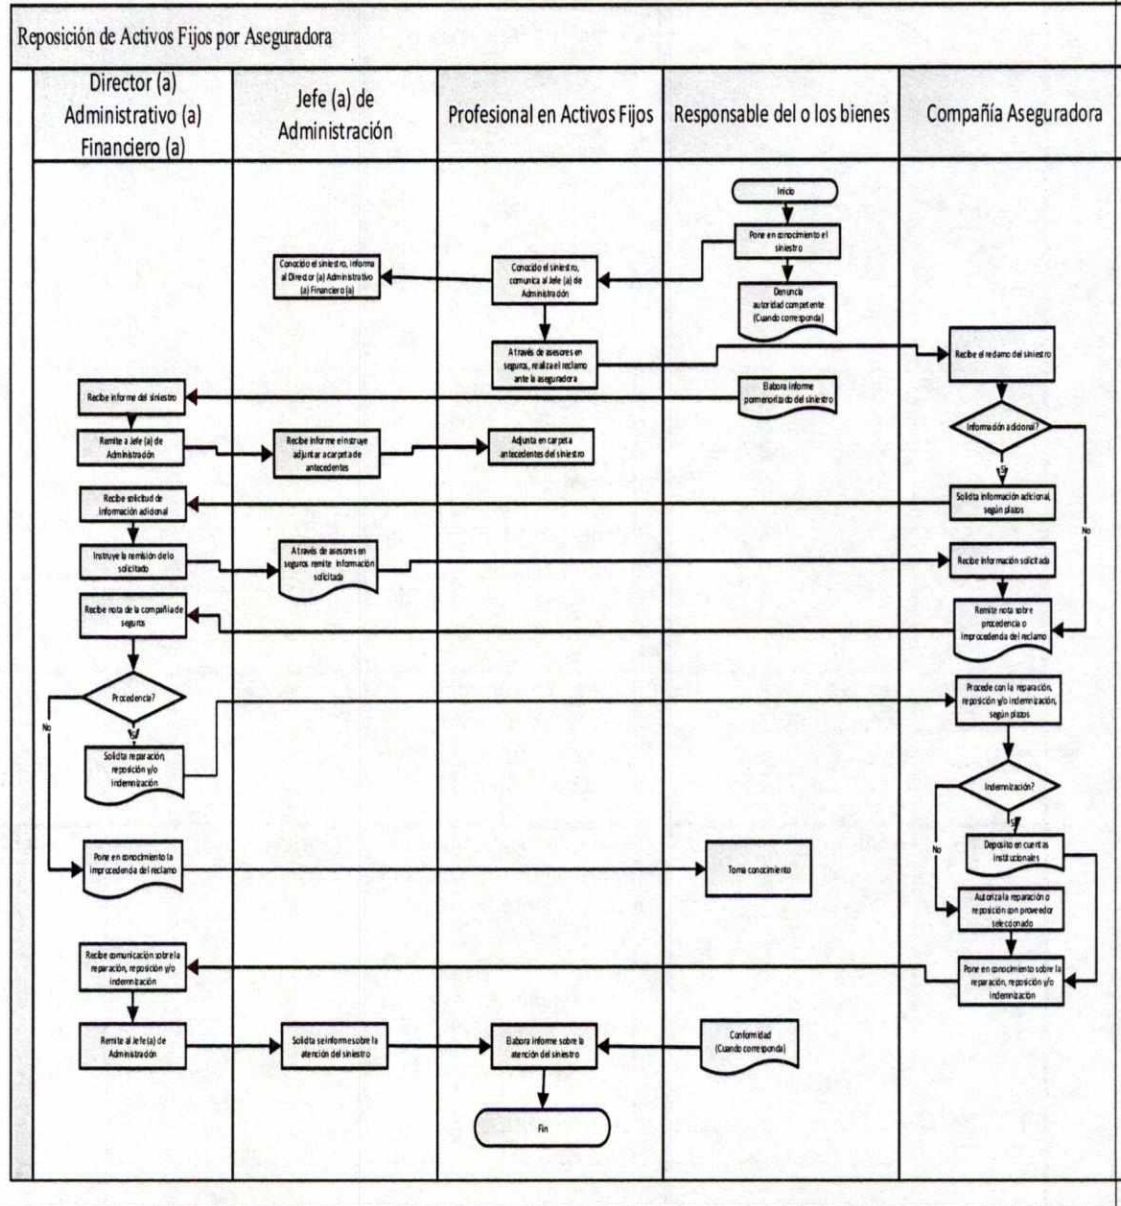 Reposición de Activos Fijos por Aseguradora
Director (a)
Administrativo (a)
Financiero (a)
Jefe (a) de
Administración
Profesional en Activos Fijos
Responsable del o los bienes
Compañía Aseguradora
Inicio
Pone en conocimiento el
siniestro
Conocido el siniestro, informa
al Director (a) Administrativo
(a) Financiero (a)
Conocido el siniestro,
comunica al Jefe (a) de
Administración
Denuncia
autoridad competente
(Cuando corresponda)
A través de asesores en
seguros, realiza el reclamo
ante la aseguradora
Recibe el reclamo del siniestro
Recibe informe del siniestro
Elabora informe
pormenorizado del siniestro
Información adicional?
Remite a Jefe (a) de
Administración
Recibe informe e instruye
adjuntar a carpeta de
antecedentes
Adjunta en carpeta
antecedentes del siniestro
Si
Recibe solicitud de
información adicional
Solicita información adicional,
según plazos
No
Instruye la remisión de lo
solicitado
A través de asesores en
seguros, remite información
solicitada
Recibe información solicitada
Recibe nota de la compañía de
seguros
Remite nota sobre
procedencia o
improcedencia del reclamo
Procedencia?
Procede con la reparación,
reposición y/o indemnización,
según plazos
No
Si
Solicita reparación,
reposición y/o
indemnización
Indemnización?
Si
No
Deposito en cuentas
institucionales
Pone en conocimiento la
improcedencia del reclamo
Toma conocimiento
Autoriza la reparación o
reposición con proveedor
seleccionado
Recibe comunicación sobre la
reparación, reposición y/o
indemnización
Pone en conocimiento sobre la
reparación, reposición y/o
indemnización
Remite al Jefe(a) de
Administración
Solicita se informe sobre la
atención del siniestro
Elabora informe sobre la
atención del siniestro
Conformidad
(Cuando corresponda)
Fin